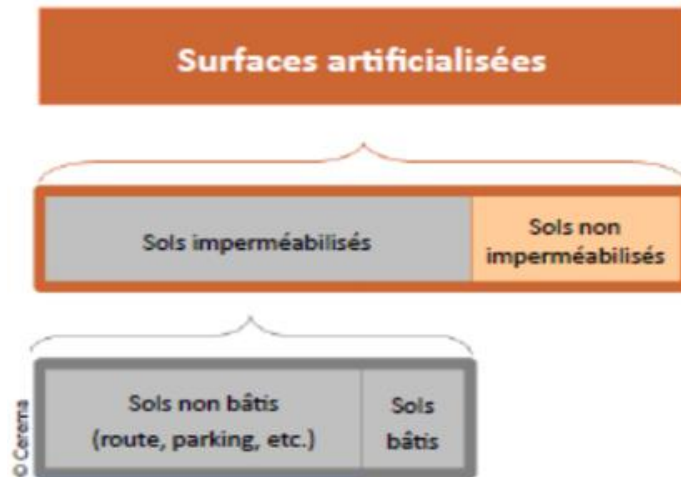 Surfaces artificialisées
Sols imperméabilisés
Sols non
imperméabilisés
Sols non bâtis
(route, parking, etc.)
Sols
bâtis
© Cerema